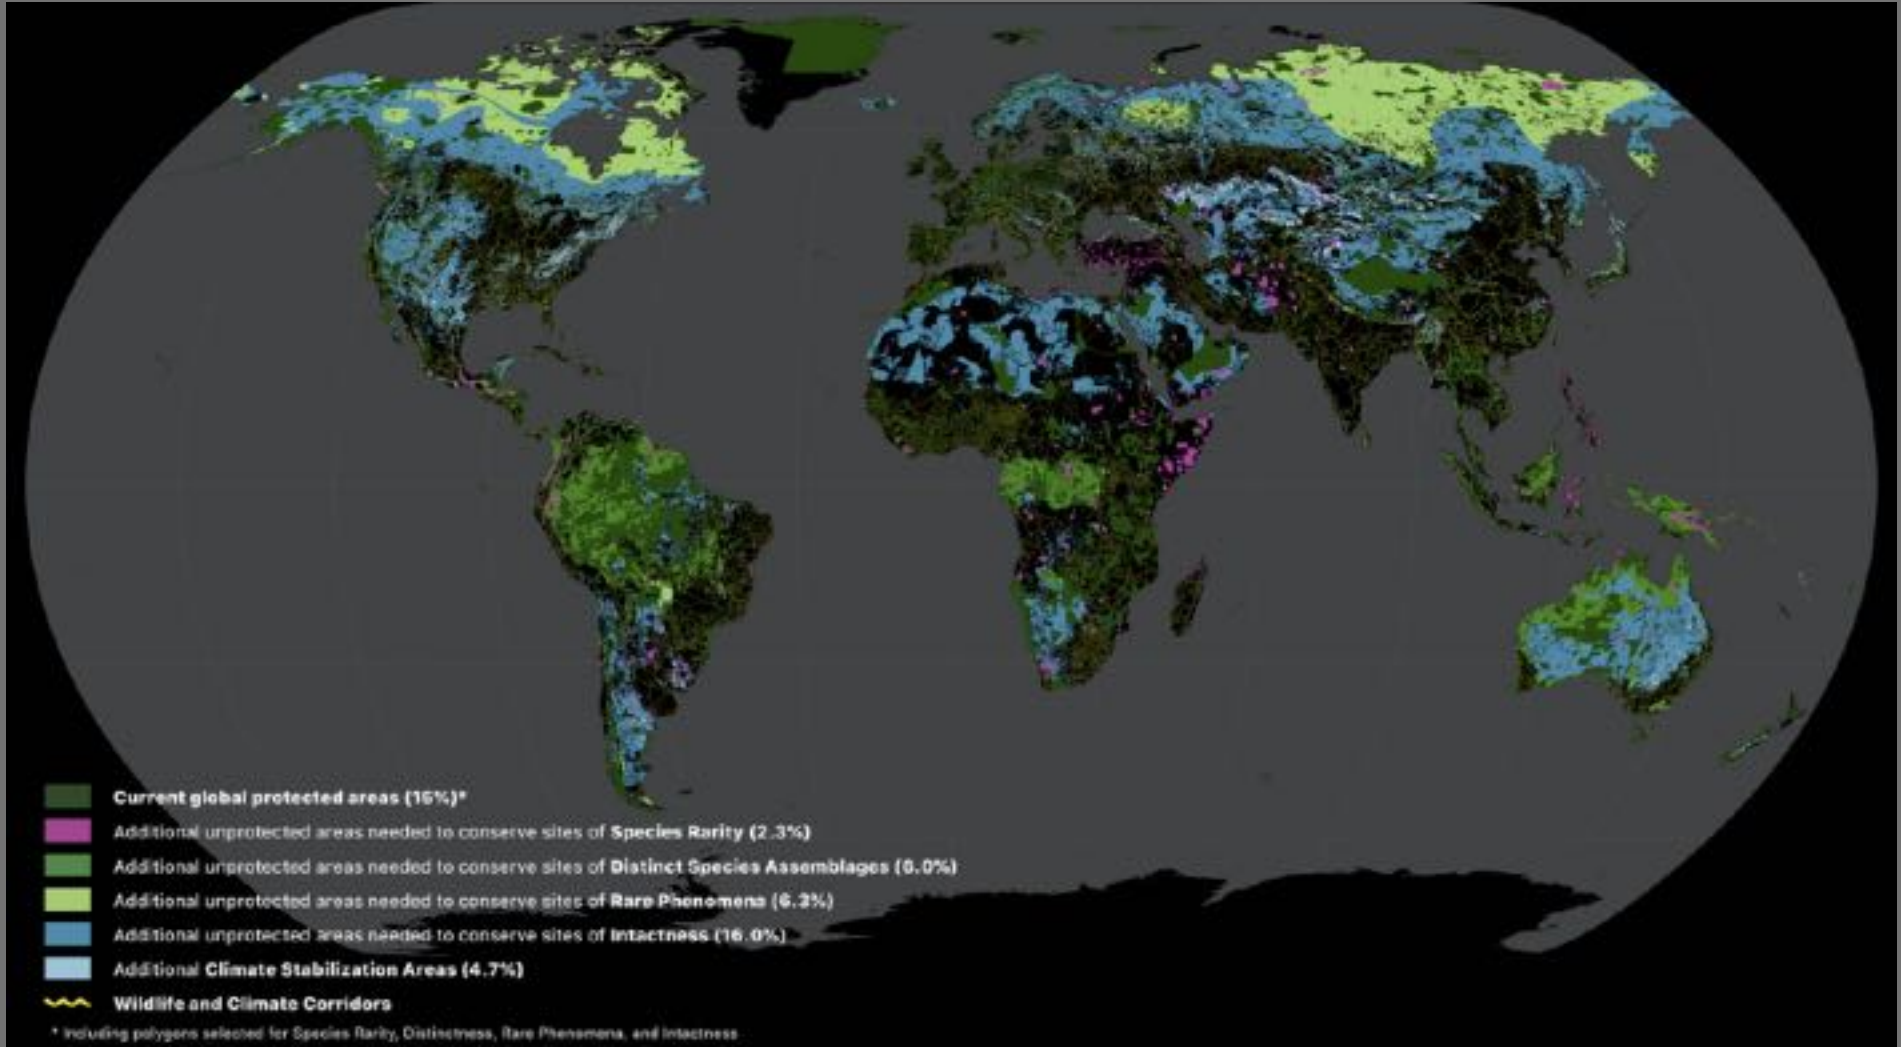 Current global protected areas (15%)*
Additional unprotected areas needed to conserve sites of Species Rarity (2.3%)
Additional unprotected areas needed to conserve sites of Distinct Species Assemblages (6.0%)
Additional unprotected areas needed to conserve sites of Rare Phenomena (6.3%)
Additional unprotected areas needed to conserve sites of Intactness (16.0%)
Additional Climate Stabilization Areas (4.7%)
Wildlife and Climate Corridors
* Including polygons selected for Species Rarity, Distinctness, Rare Phenomena, and Intactness